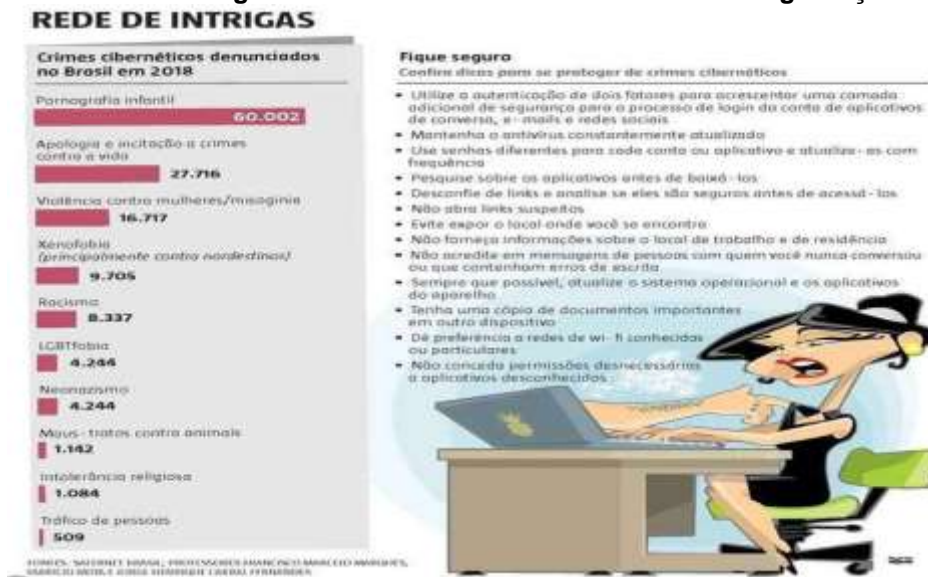 REDE DE INTRIGAS
Crimes cibernéticos denunciados
no Brasil em 2018
Pornografia infantil
60.002
Apologia e incitação a crimes
contra a vida
27.716
Violência contra mulheres/misoginia
16.717
Xenofobia
(principalmente contra nordestinos)
9.705
Racismo
8.337
LGBTfobia
4.244
Neonazismo
4.244
Maus-tratos contra animais
1.142
Intolerância religiosa
1.084
Tráfico de pessoas
509
Fique seguro
Confira dicas para se proteger de crimes cibernéticos
• Utilize a autenticação de dois fatores para acrescentar uma camada
adicional de segurança para o processo de login da conta de aplicativos
de conversa, e-mails e redes sociais
• Mantenha o antivírus constantemente atualizado
• Use senhas diferentes para cada conta ou aplicativo e atualize-as com
frequência
• Pesquise sobre os aplicativos antes de baixá-los
• Desconfie de links e analise se eles são seguros antes de acessá-los
• Não abra links suspeitos
• Evite expor o local onde você se encontra
• Não forneça informações sobre o local de trabalho e de residência
• Não acredite em mensagens de pessoas com quem você nunca conversou
ou que contenham erros de escrita
• Sempre que possível, atualize o sistema operacional e os aplicativos
do aparelho
• Tenha uma cópia de documentos importantes
em outro dispositivo
• Dê preferência a redes de wi-fi conhecidas
ou particulares
• Não conceda permissões desnecessárias
a aplicativos desconhecidos
FONTES: SAFERNET BRASIL, PROFESSORES FRANCISCO MARCELO MARQUES,